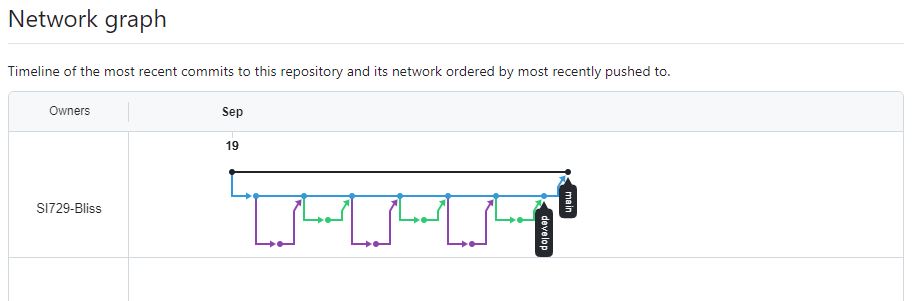 Network graph
Timeline of the most recent commits to this repository and its network ordered by most recently pushed to.
Owners
Sep
19
SI729-Bliss
main
develop